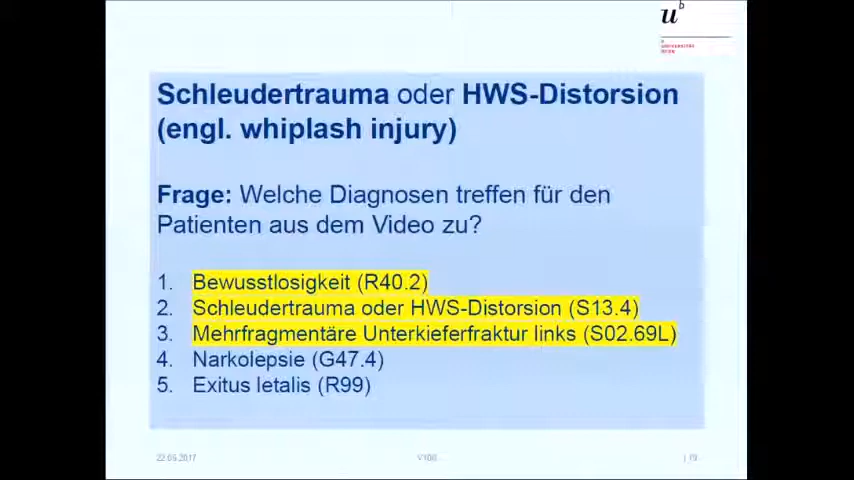 u^b
UNIVERSITÄT
BERN
Schleudertrauma oder HWS-Distorsion
(engl. whiplash injury)
Frage: Welche Diagnosen treffen für den
Patienten aus dem Video zu?
1. Bewusstlosigkeit (R40.2)
2. Schleudertrauma oder HWS-Distorsion (S13.4)
3. Mehrfragmentäre Unterkieferfraktur links (S02.69L)
4. Narkolepsie (G47.4)
5. Exitus letalis (R99)
22.05.2017